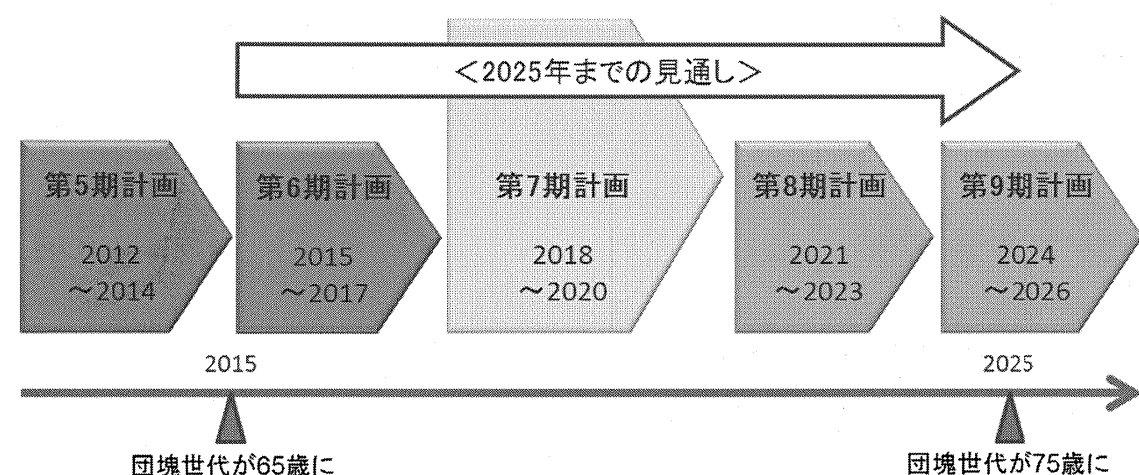 <2025年までの見通し>
第5期計画
2012
～2014
第6期計画
2015
～2017
第7期計画
2018
～2020
第8期計画
2021
～2023
第9期計画
2024
～2026
2015
2025
団塊世代が65歳に
団塊世代が75歳に